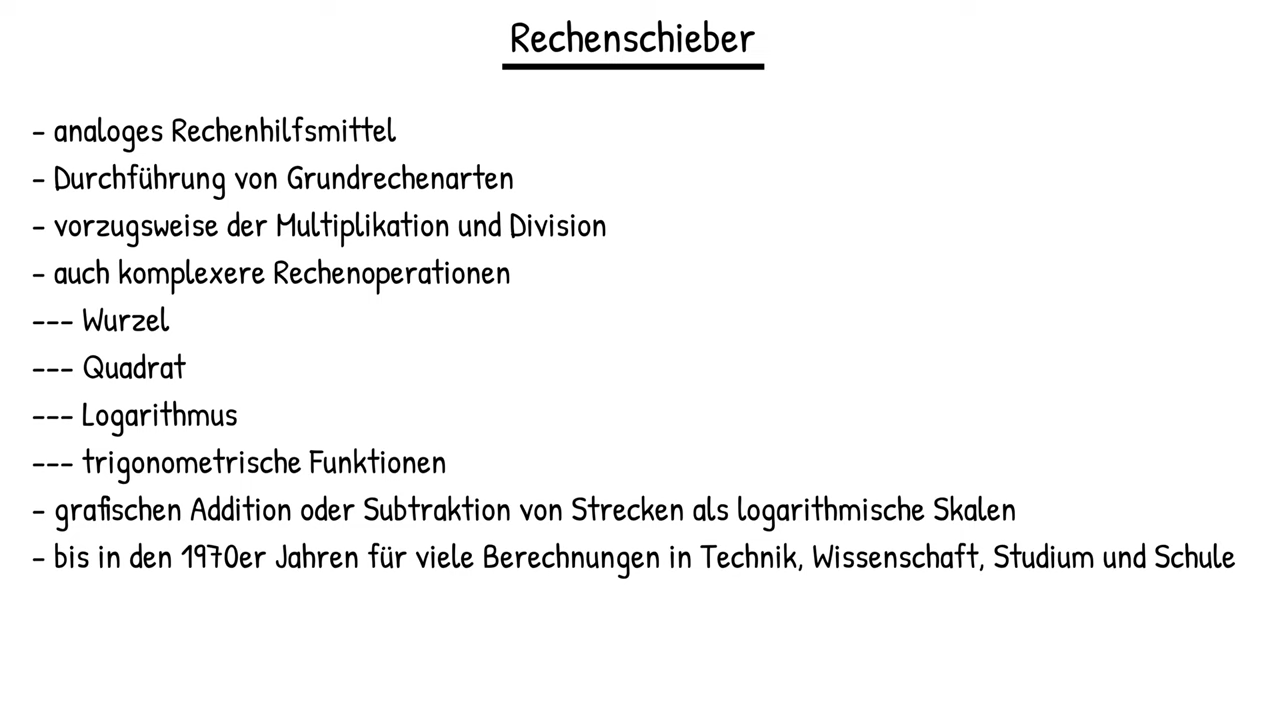 Rechenschieber
- analoges Rechenhilfsmittel
- Durchführung von Grundrechenarten
- vorzugsweise der Multiplikation und Division
- auch komplexere Rechenoperationen
--- Wurzel
--- Quadrat
--- Logarithmus
--- trigonometrische Funktionen
- grafischen Addition oder Subtraktion von Strecken als logarithmische Skalen
- bis in den 1970er Jahren für viele Berechnungen in Technik, Wissenschaft, Studium und Schule